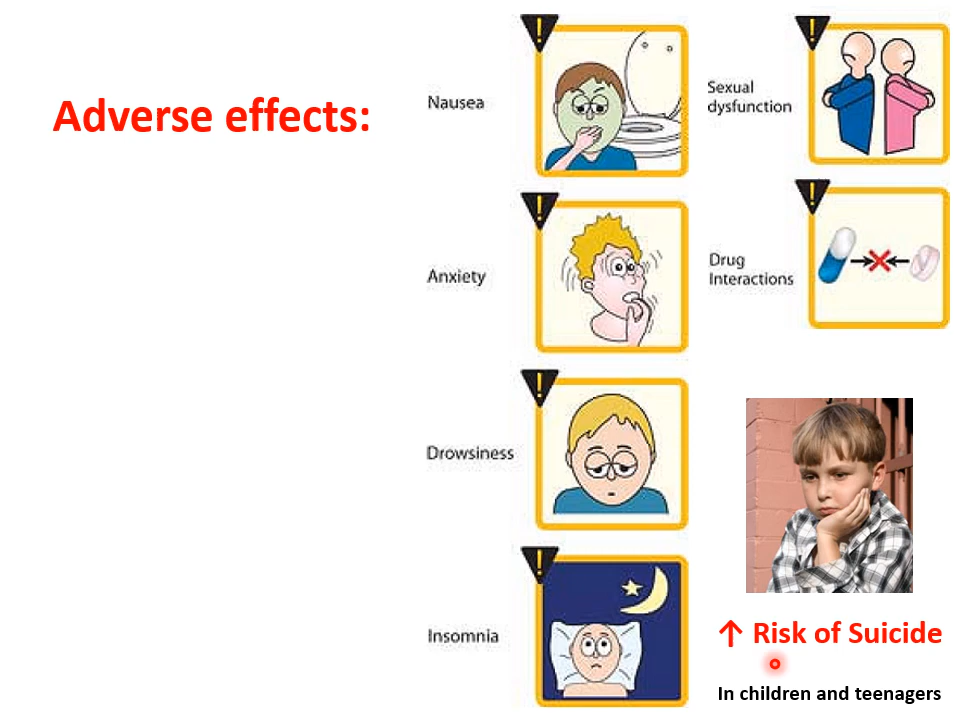 Adverse effects:
Nausea
Anxiety
Drowsiness
Insomnia
Sexual
dysfunction
Drug
Interactions
↑ Risk of Suicide
In children and teenagers